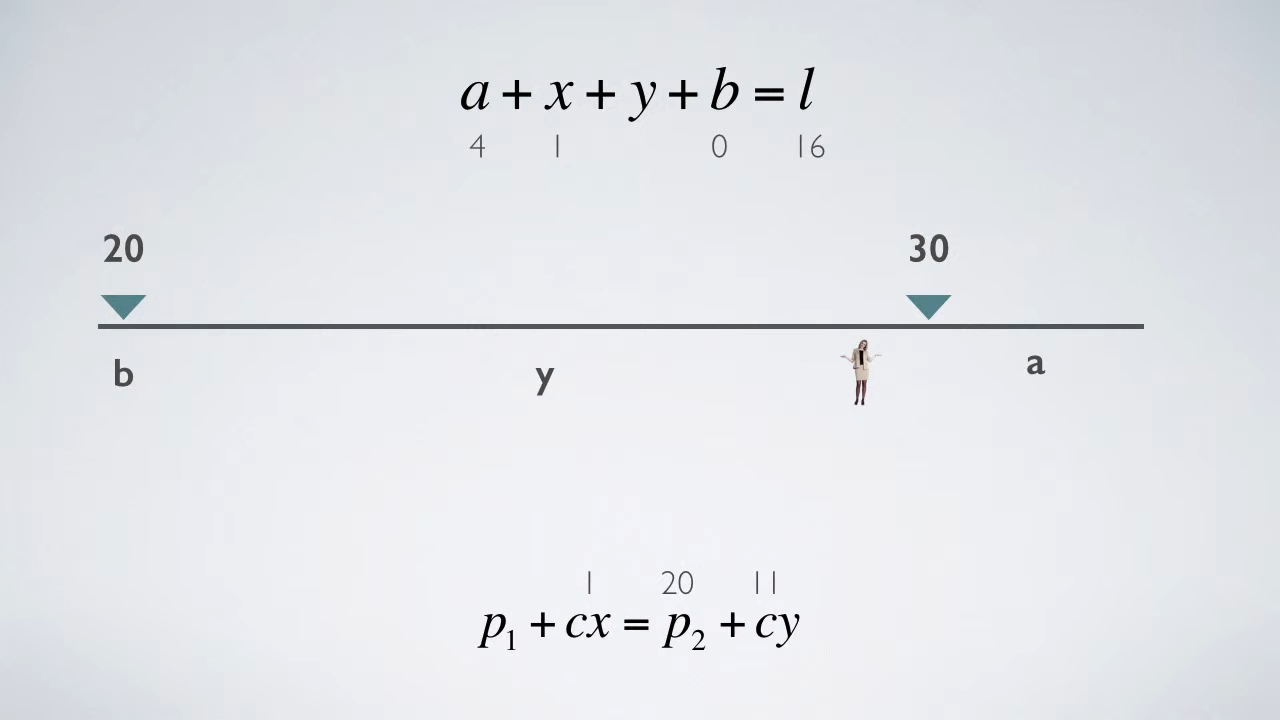 a + x + y + b = l
4 1 0 16
20 30
b y a
1 20 11
p₁ + cx = p₂ + cy